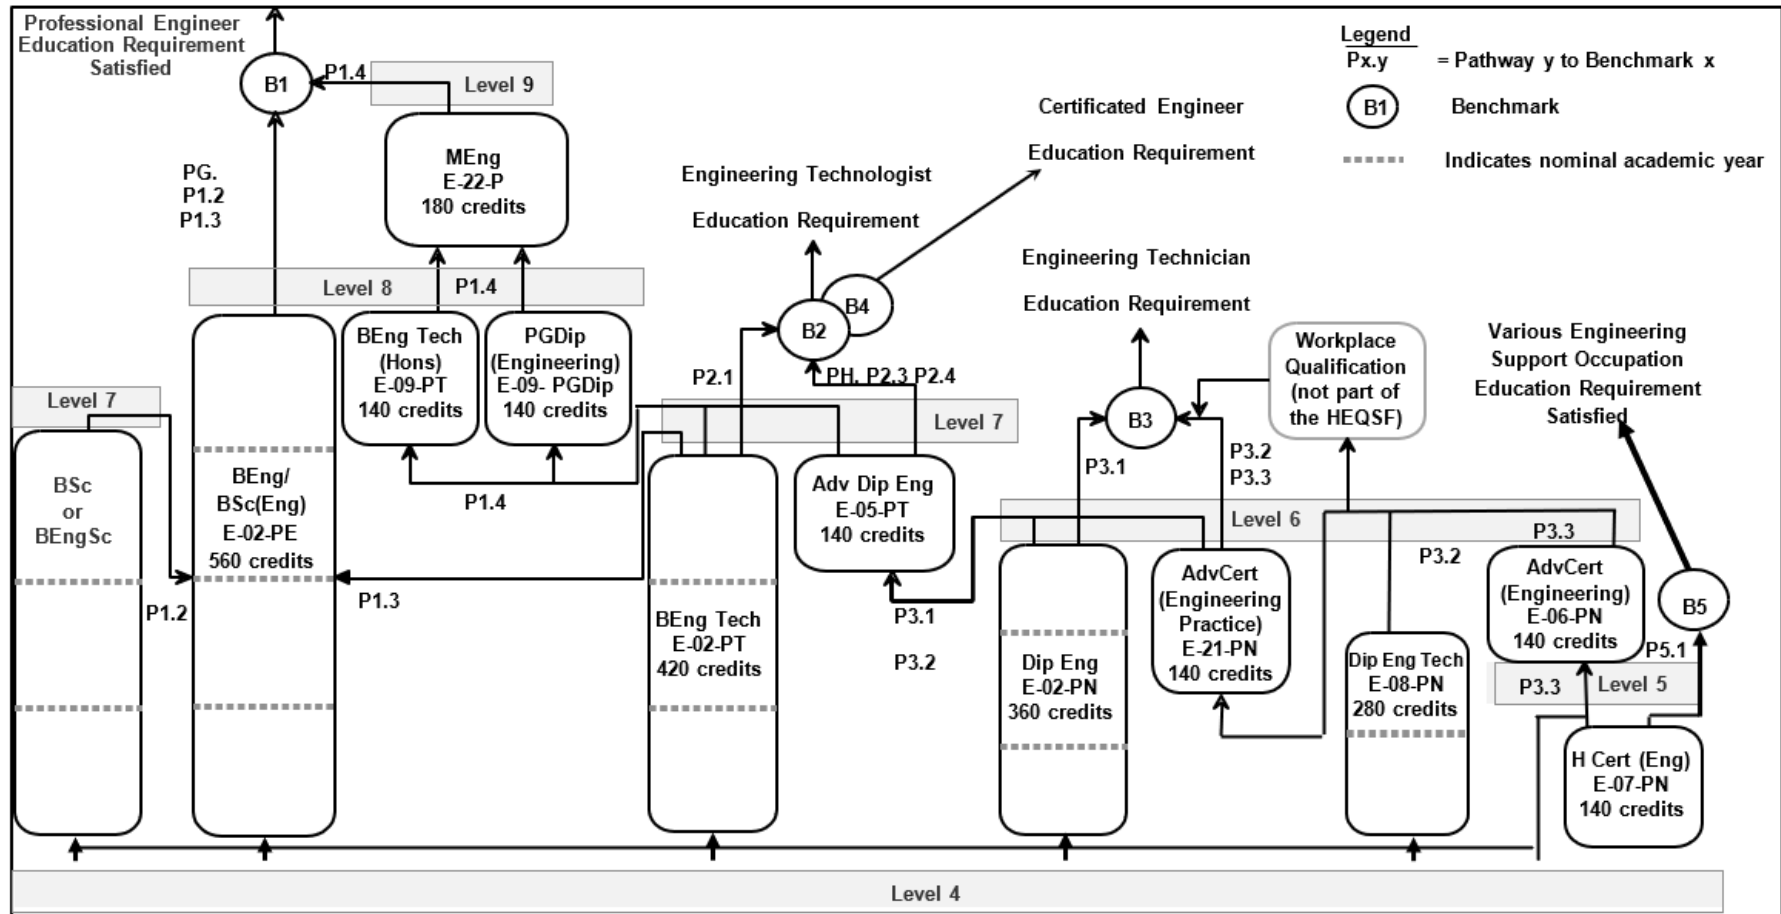 Professional Engineer
Education Requirement
Satisfied
B1
P1.4
Level 9
Legend
Px.y = Pathway y to Benchmark x
B1 Benchmark
Indicates nominal academic year
Certificated Engineer
Education Requirement
MEng
E-22-P
180 credits
PG.
P1.2
P1.3
Engineering Technologist
Education Requirement
Engineering Technician
Education Requirement
Level 8
P1.4
B4
B2
BEng Tech
(Hons)
E-09-PT
140 credits
PGDip
(Engineering)
E-09- PGDip
140 credits
Workplace
Qualification
(not part of
the HEQSF)
Various Engineering
Support Occupation
Education Requirement
Satisfied
P2.1
PH. P2.3 P2.4
Level 7
Level 7
B3
P3.1
P3.2
P3.3
BSc
or
BEngSc
BEng/
BSc(Eng)
E-02-PE
560 credits
P1.4
Adv Dip Eng
E-05-PT
140 credits
Level 6
P3.3
P3.2
P1.2
P1.3
BEng Tech
E-02-PT
420 credits
P3.1
P3.2
Dip Eng
E-02-PN
360 credits
AdvCert
(Engineering
Practice)
E-21-PN
140 credits
Dip Eng Tech
E-08-PN
280 credits
AdvCert
(Engineering)
E-06-PN
140 credits
B5
P5.1
P3.3
Level 5
H Cert (Eng)
E-07-PN
140 credits
Level 4